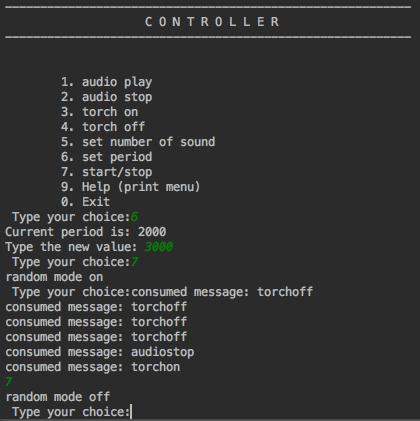 C O N T R O L L E R
1. audio play
2. audio stop
3. torch on
4. torch off
5. set number of sound
6. set period
7. start/stop
9. Help (print menu)
0. Exit
Type your choice:6
Current period is: 2000
Type the new value: 3000
Type your choice:7
random mode on
Type your choice:consumed message: torchoff
consumed message: torchoff
consumed message: torchoff
consumed message: torchoff
consumed message: audiostop
consumed message: torchon
7
random mode off
Type your choice: